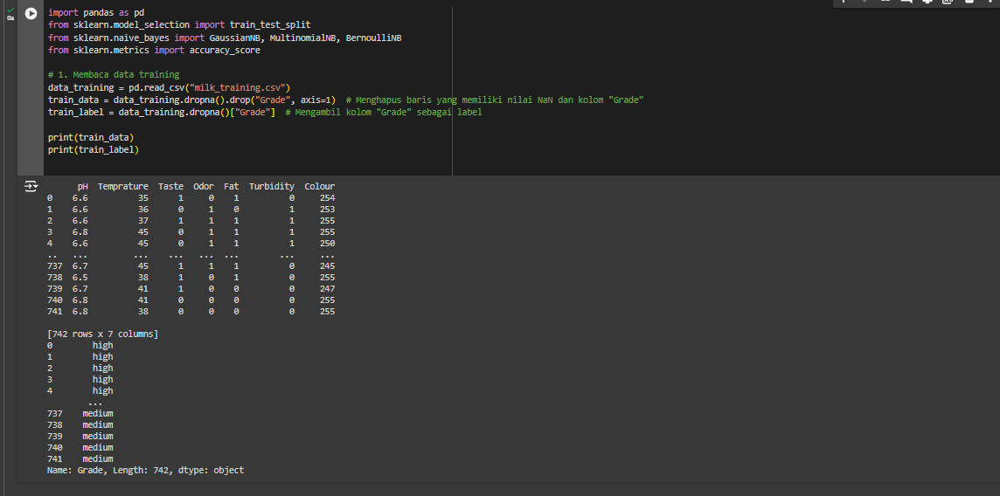 0s
import pandas as pd
from sklearn.model_selection import train_test_split
from sklearn.naive_bayes import GaussianNB, MultinomialNB, BernoulliNB
from sklearn.metrics import accuracy_score
# 1. Membaca data training
data_training = pd.read_csv("milk_training.csv")
train_data = data_training.dropna().drop("Grade", axis=1)  # Menghapus baris yang memiliki nilai NaN dan kolom "Grade"
train_label = data_training.dropna()["Grade"]  # Mengambil kolom "Grade" sebagai label
print(train_data)
print(train_label)
pH  Temprature  Taste  Odor  Fat  Turbidity  Colour
0    6.6          35      1     0     1          0     254
1    6.6          36      0     1     0          1     253
2    6.6          37      1     1     1          1     255
3    6.8          45      0     1     1          1     255
4    6.6          45      0     1     1          1     250
..   ...         ...    ...   ...   ...        ...     ...
737  6.7          45      1     1     1          0     245
738  6.5          38      1     0     1          0     255
739  6.7          41      1     0     0          0     247
740  6.8          41      0     0     0          0     255
741  6.8          38      0     0     0          0     255
[742 rows x 7 columns]
0        high
1        high
2        high
3        high
4        high
...
737    medium
738    medium
739    medium
740    medium
741    medium
Name: Grade, Length: 742, dtype: object